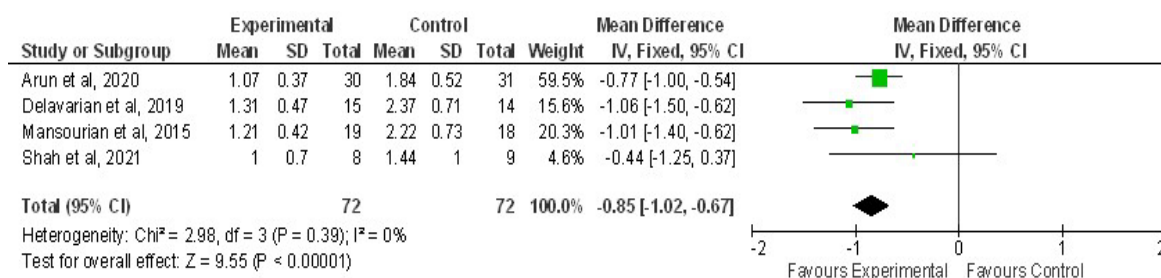 Experimental Control Mean Difference Mean Difference
Study or Subgroup Mean SD Total Mean SD Total Weight IV, Fixed, 95% CI IV, Fixed, 95% CI
Arun et al, 2020 1.07 0.37 30 1.84 0.52 31 59.5% -0.77 [-1.00, -0.54]
Delavarian et al, 2019 1.31 0.47 15 2.37 0.71 14 15.6% -1.06 [-1.50, -0.62]
Mansourian et al, 2015 1.21 0.42 19 2.22 0.73 18 20.3% -1.01 [-1.40, -0.62]
Shah et al, 2021 1 0.7 8 1.44 1 9 4.6% -0.44 [-1.25, 0.37]
Total (95% CI) 72 72 100.0% -0.85 [-1.02, -0.67]
Heterogeneity: Chi² = 2.98, df = 3 (P = 0.39); I² = 0%
Test for overall effect: Z = 9.55 (P < 0.00001)
-2 -1 0 1 2
Favours Experimental Favours Control